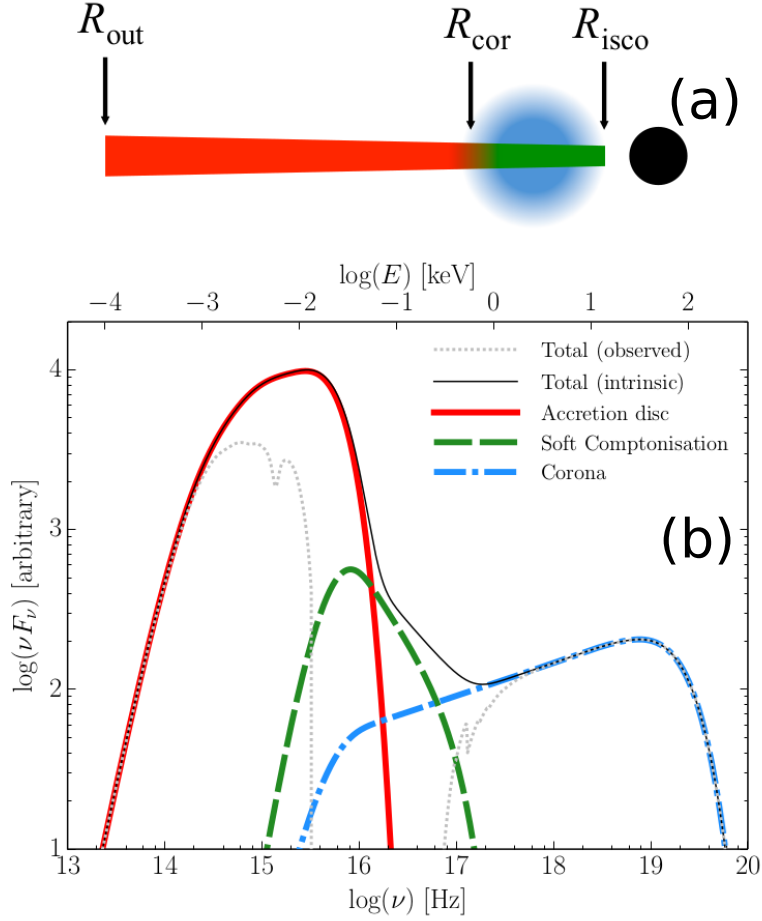 R_out R_cor R_isco
(a)
log(E) [keV]
−4 −3 −2 −1 0 1 2
Total (observed)
Total (intrinsic)
Accretion disc
Soft Comptonisation
Corona
(b)
log(νF_ν) [arbitrary]
4
3
2
1
13 14 15 16 17 18 19 20
log(ν) [Hz]